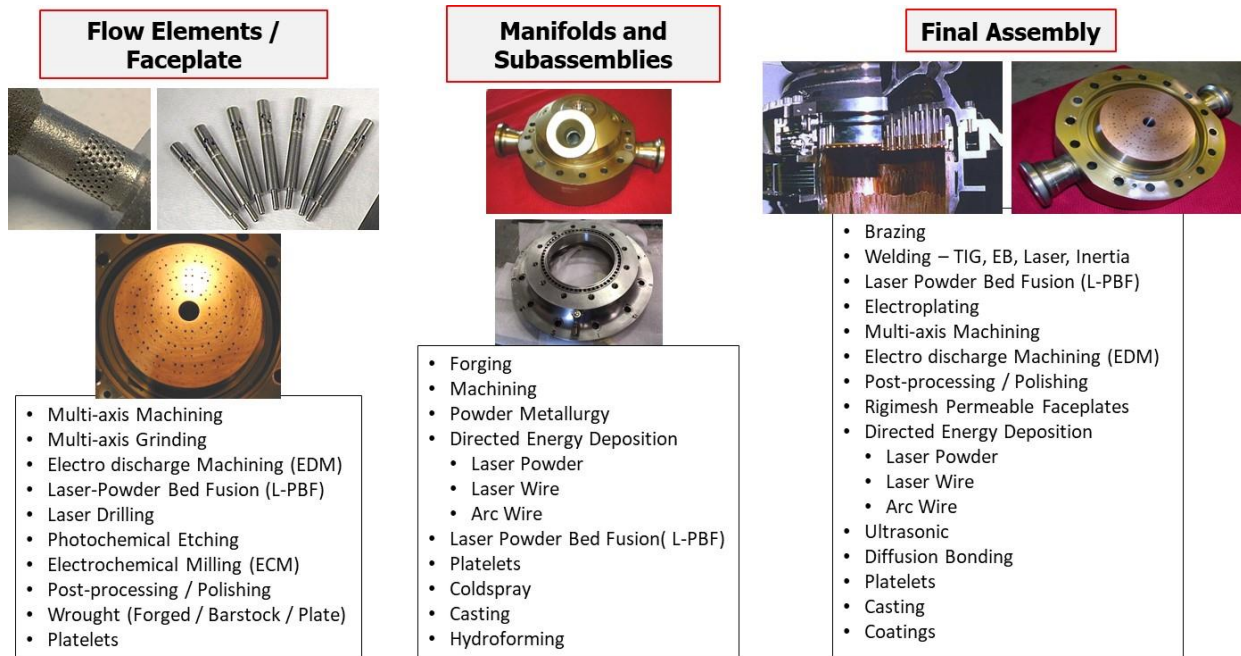 Flow Elements /
Faceplate
• Multi-axis Machining
• Multi-axis Grinding
• Electro discharge Machining (EDM)
• Laser-Powder Bed Fusion (L-PBF)
• Laser Drilling
• Photochemical Etching
• Electrochemical Milling (ECM)
• Post-processing / Polishing
• Wrought (Forged / Barstock / Plate)
• Platelets
Manifolds and
Subassemblies
• Forging
• Machining
• Powder Metallurgy
• Directed Energy Deposition
• Laser Powder
• Laser Wire
• Arc Wire
• Laser Powder Bed Fusion( L-PBF)
• Platelets
• Coldspray
• Casting
• Hydroforming
Final Assembly
• Brazing
• Welding – TIG, EB, Laser, Inertia
• Laser Powder Bed Fusion (L-PBF)
• Electroplating
• Multi-axis Machining
• Electro discharge Machining (EDM)
• Post-processing / Polishing
• Rigimesh Permeable Faceplates
• Directed Energy Deposition
• Laser Powder
• Laser Wire
• Arc Wire
• Ultrasonic
• Diffusion Bonding
• Platelets
• Casting
• Coatings